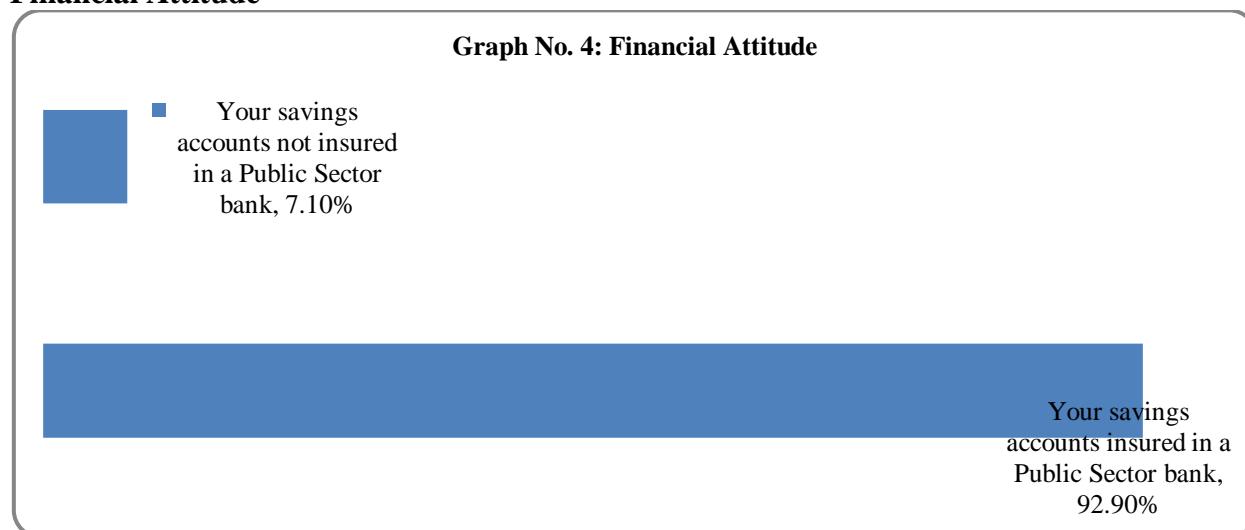 Financial Attitude
Graph No. 4: Financial Attitude
Your savings
accounts not insured
in a Public Sector
bank, 7.10%
Your savings
accounts insured in a
Public Sector bank,
92.90%